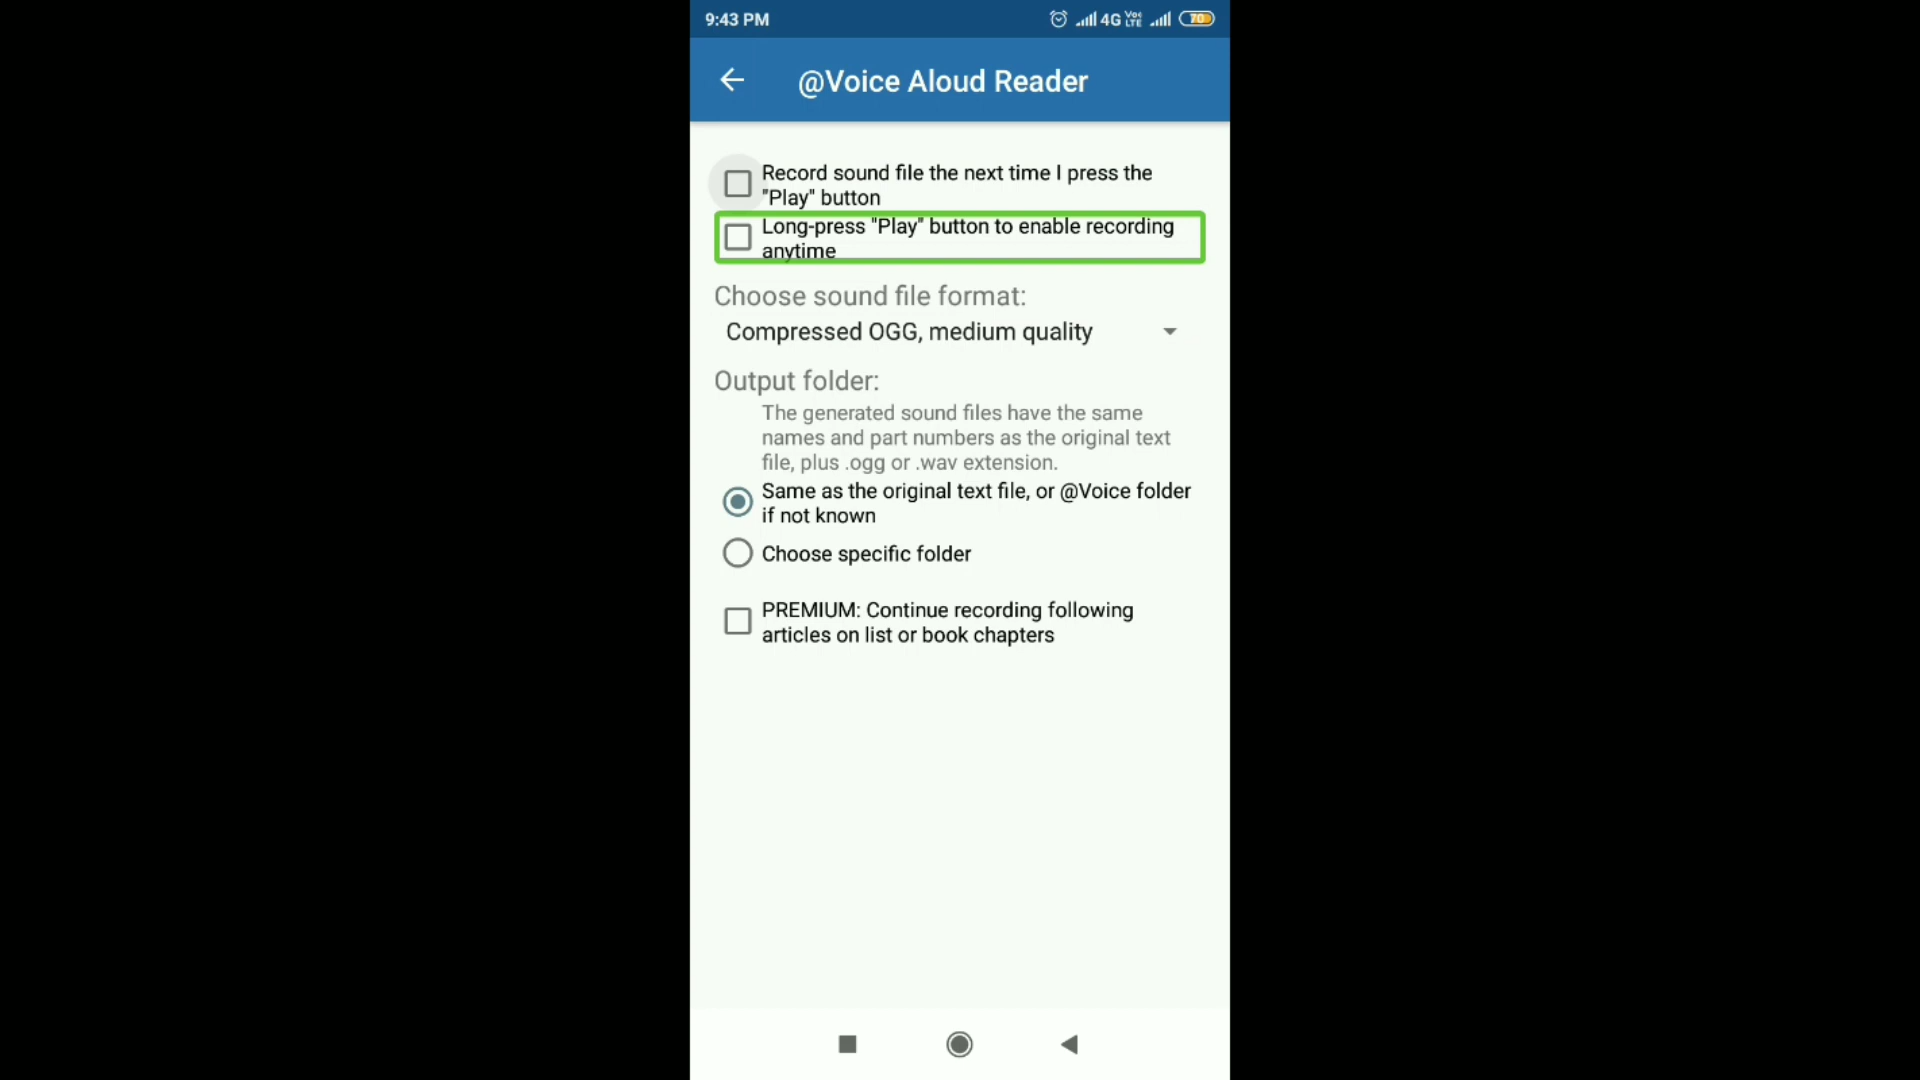 9:43 PM
4G Vo LTE 70
@Voice Aloud Reader
Record sound file the next time I press the
"Play" button
Long-press "Play" button to enable recording
anytime
Choose sound file format:
Compressed OGG, medium quality
Output folder:
The generated sound files have the same
names and part numbers as the original text
file, plus .ogg or .wav extension.
Same as the original text file, or @Voice folder
if not known
Choose specific folder
PREMIUM: Continue recording following
articles on list or book chapters